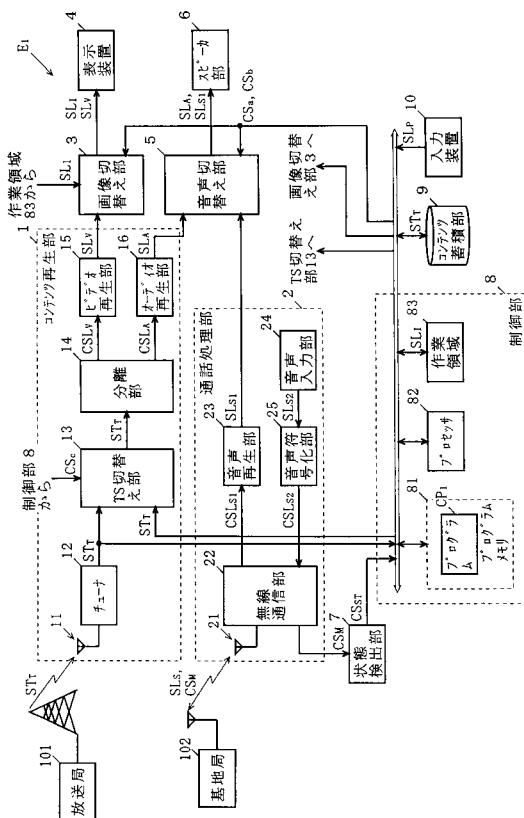 E1
4
表示装置
6
スピーカ部
SLI
SLV
SLA,
SLS1
CSa, CSb
作業領域
83から
SLI
3
画像切替え部
5
音声切替え部
画像切替え部3へ
TS切替え部13へ
SLP
10
入力装置
9
コンテンツ蓄積部
STT
1
コンテンツ再生部
SLV
SLA
15
ビデオ再生部
16
オーディオ再生部
CSLV
CSLA
14
分離部
STT
制御部8から
CSc
13
TS切替え部
STT
STT
12
チューナ
11
STT
101
放送局
2
通話処理部
24
音声入力部
SLS1
SLS2
23
音声再生部
25
音声符号化部
CSLS1
CSLS2
22
無線通信部
21
SLS,
CSM
102
基地局
CSM
7
状態検出部
CSST
8
制御部
SLI
83
作業領域
82
プロセッサ
81
CP1
プログラム
プログラムメモリ